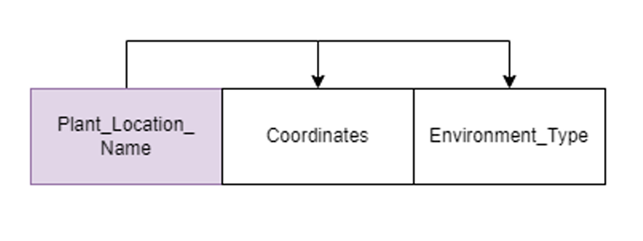 Plant_Location_
Name
Coordinates
Environment_Type